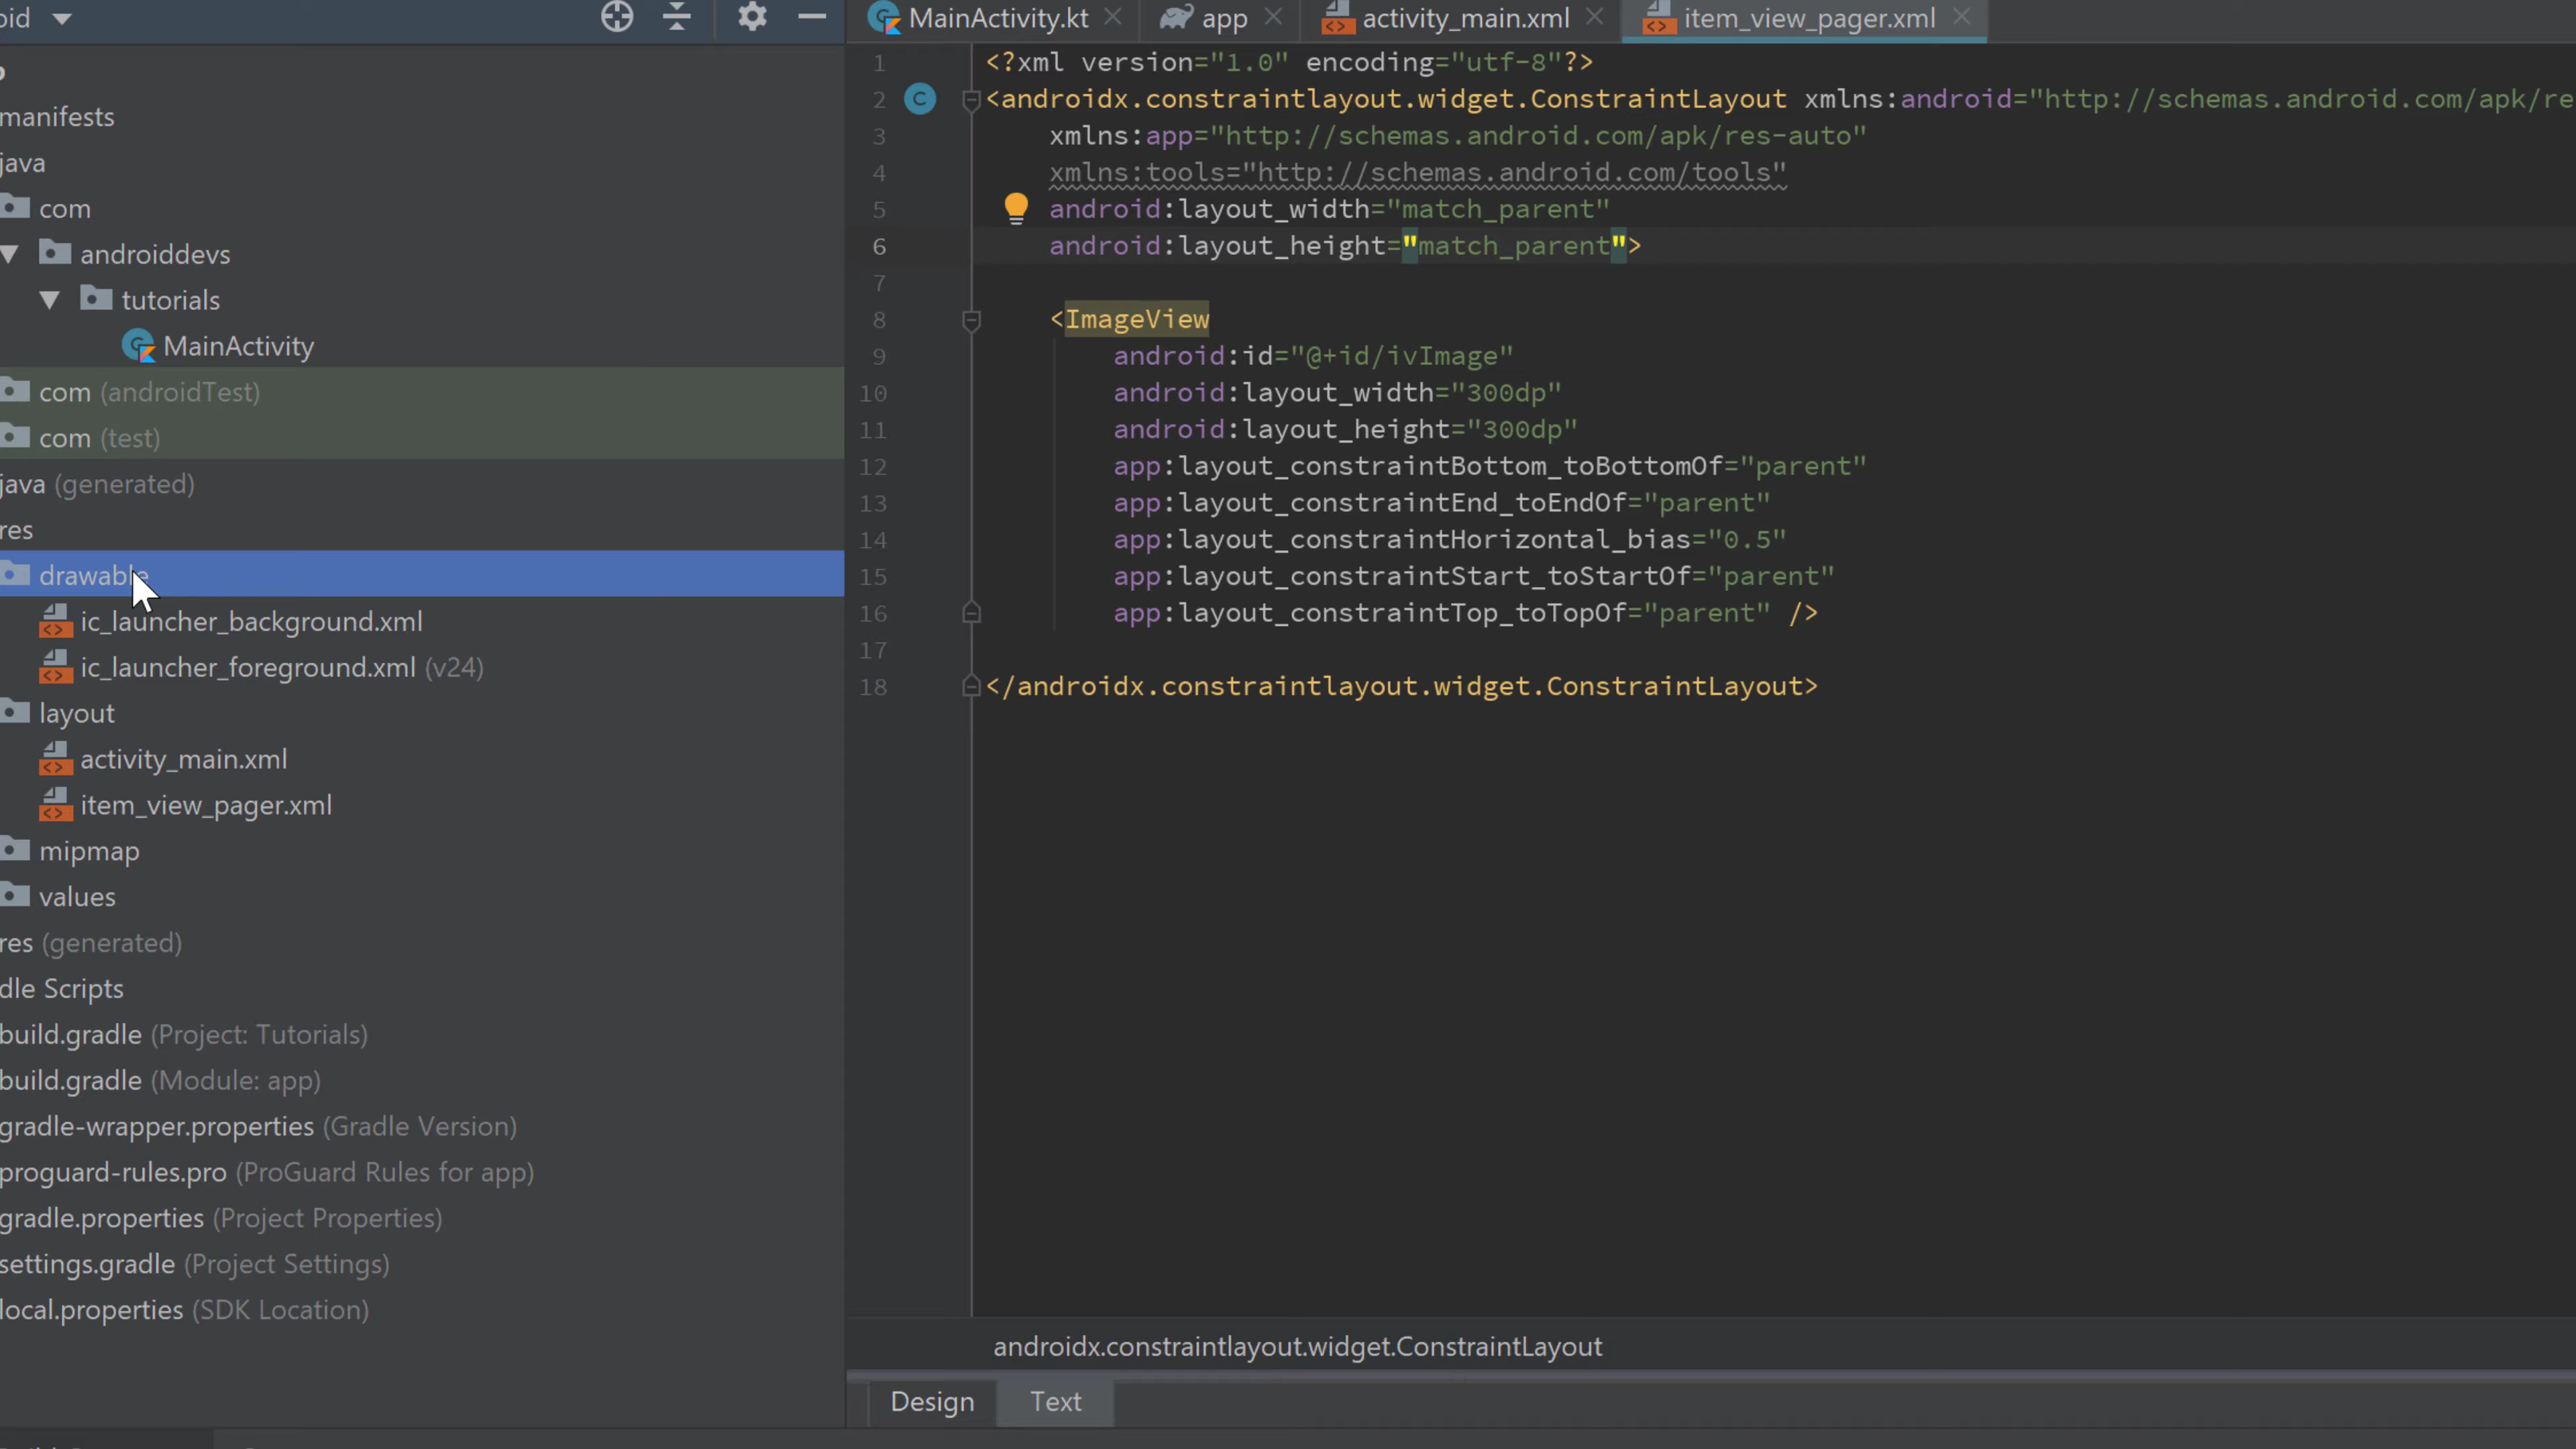 oid
manifests
java
com
androiddevs
tutorials
MainActivity
com (androidTest)
com (test)
java (generated)
res
drawable
ic_launcher_background.xml
ic_launcher_foreground.xml (v24)
layout
activity_main.xml
item_view_pager.xml
mipmap
values
res (generated)
dle Scripts
build.gradle (Project: Tutorials)
build.gradle (Module: app)
gradle-wrapper.properties (Gradle Version)
proguard-rules.pro (ProGuard Rules for app)
gradle.properties (Project Properties)
settings.gradle (Project Settings)
local.properties (SDK Location)
MainActivity.kt app activity_main.xml item_view_pager.xml
1 <?xml version="1.0" encoding="utf-8"?>
2 C <androidx.constraintlayout.widget.ConstraintLayout xmlns:android="http://schemas.android.com/apk/re
3 xmlns:app="http://schemas.android.com/apk/res-auto"
4 xmlns:tools="http://schemas.android.com/tools"
5 android:layout_width="match_parent"
6 android:layout_height="match_parent">
7
8 <ImageView
9 android:id="@+id/ivImage"
10 android:layout_width="300dp"
11 android:layout_height="300dp"
12 app:layout_constraintBottom_toBottomOf="parent"
13 app:layout_constraintEnd_toEndOf="parent"
14 app:layout_constraintHorizontal_bias="0.5"
15 app:layout_constraintStart_toStartOf="parent"
16 app:layout_constraintTop_toTopOf="parent" />
17
18 </androidx.constraintlayout.widget.ConstraintLayout>
androidx.constraintlayout.widget.ConstraintLayout
Design Text